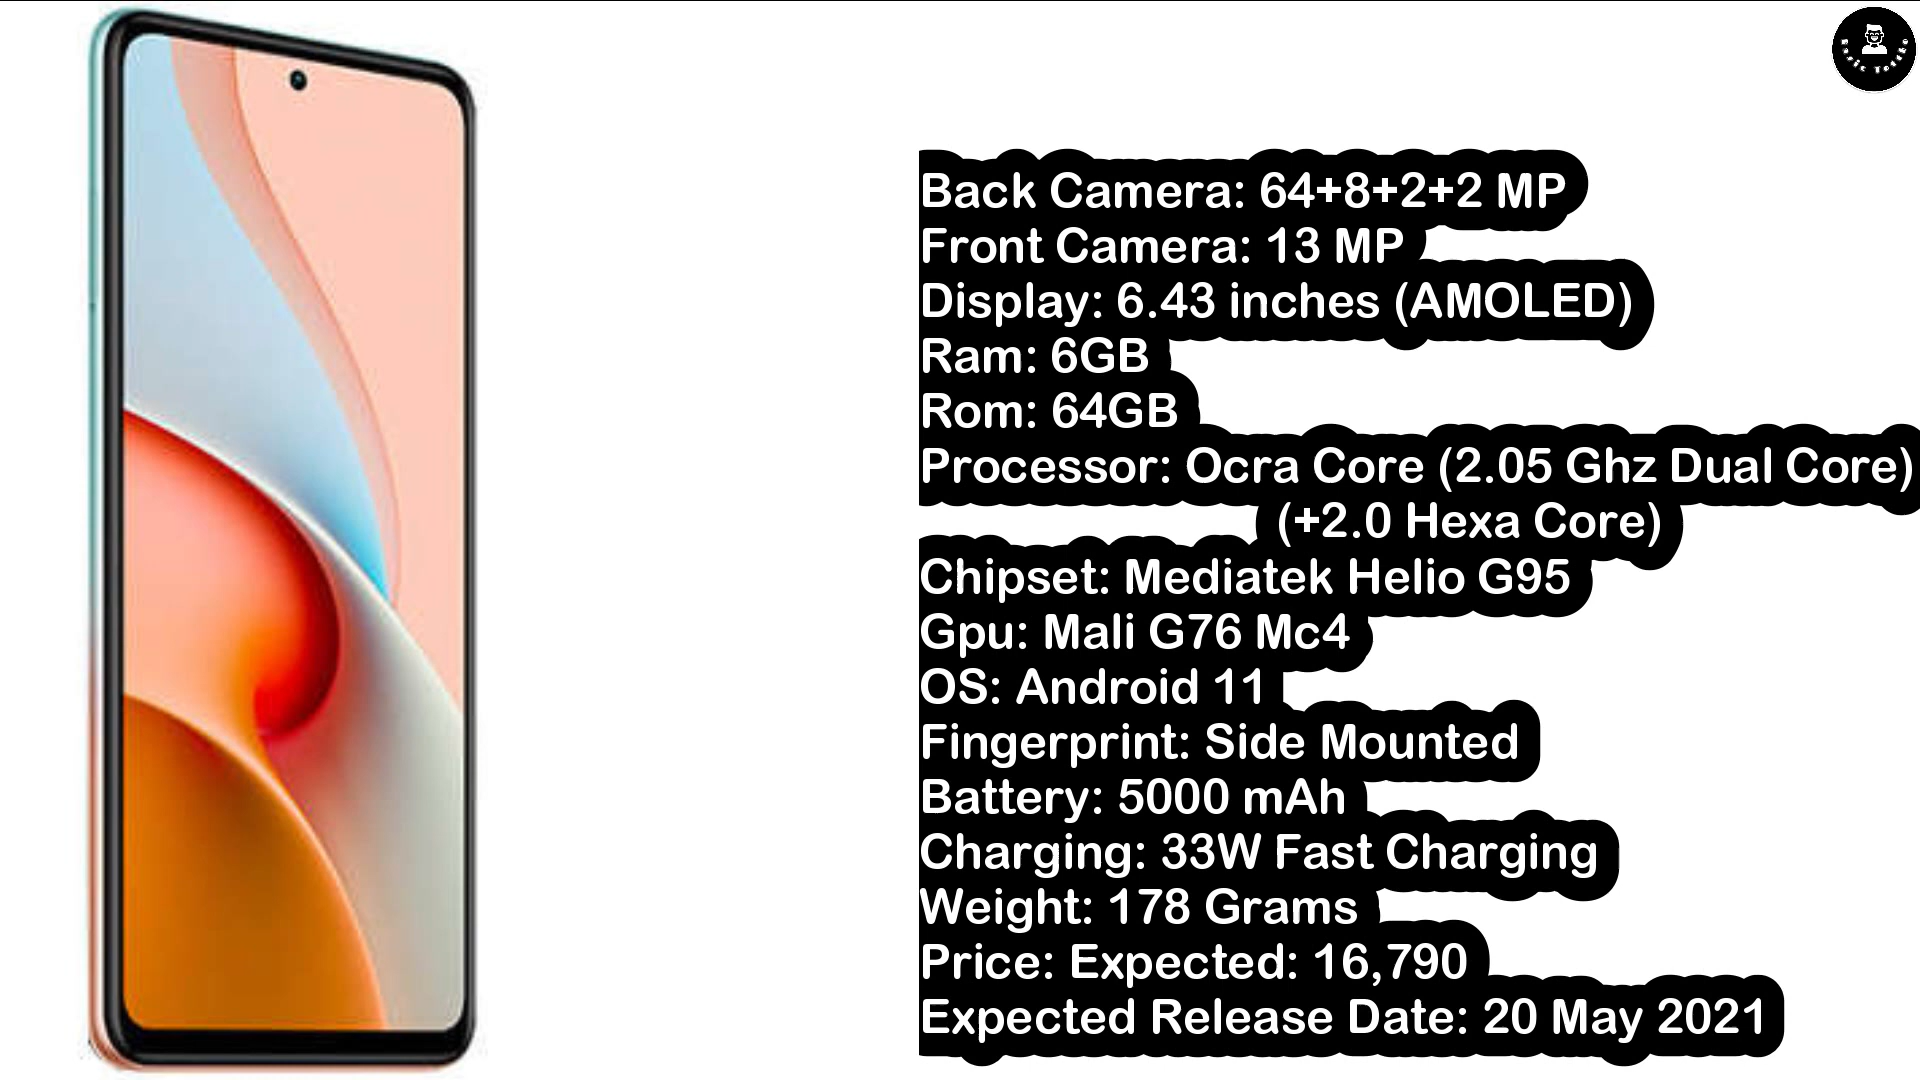 Back Camera: 64+8+2+2 MP
Front Camera: 13 MP
Display: 6.43 inches (AMOLED)
Ram: 6GB
Rom: 64GB
Processor: Ocra Core (2.05 Ghz Dual Core)
(+2.0 Hexa Core)
Chipset: Mediatek Helio G95
Gpu: Mali G76 Mc4
OS: Android 11
Fingerprint: Side Mounted
Battery: 5000 mAh
Charging: 33W Fast Charging
Weight: 178 Grams
Price: Expected: 16,790
Expected Release Date: 20 May 2021